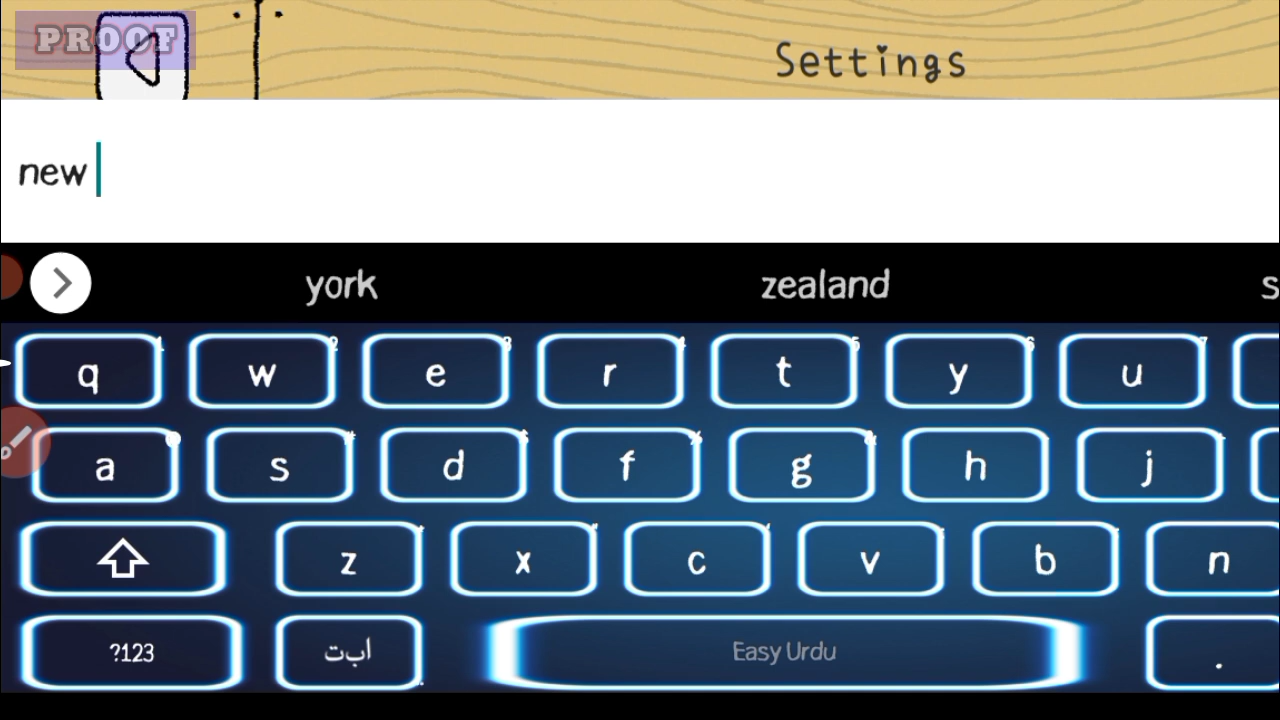 PROOF
Settings
new
york zealand s
q w e r t y u
a s d f g h j
z x c v b n
?123 ابت Easy Urdu .